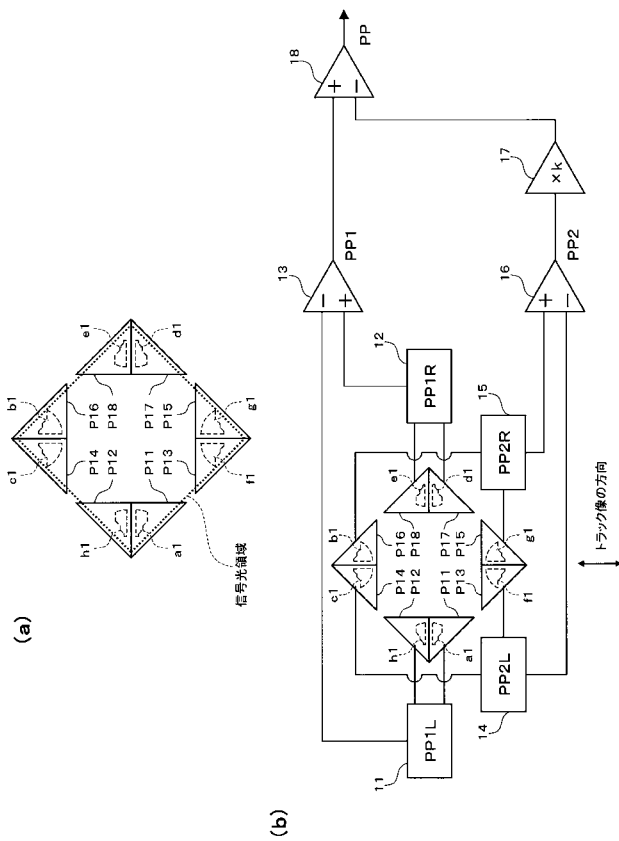 (a)
c1
b1
h1
P14
P16
e1
P12
P18
P11
P17
a1
P13
P15
d1
f1
g1
信号光領域
(b)
18
PP
13
PP1
17
×k
16
PP2
12
PP1R
11
PP1L
c1
b1
h1
P14
P16
e1
P12
P18
P11
P17
a1
P13
P15
d1
f1
g1
15
PP2R
14
PP2L
トラック像の方向
+
−
−
+
+
−